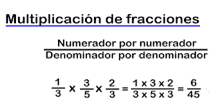 Multiplicación de fracciones
Numerador por numerador
Denominador por denominador
1/3 x 3/5 x 2/3 = 1 x 3 x 2 / 3 x 5 x 3 = 6/45